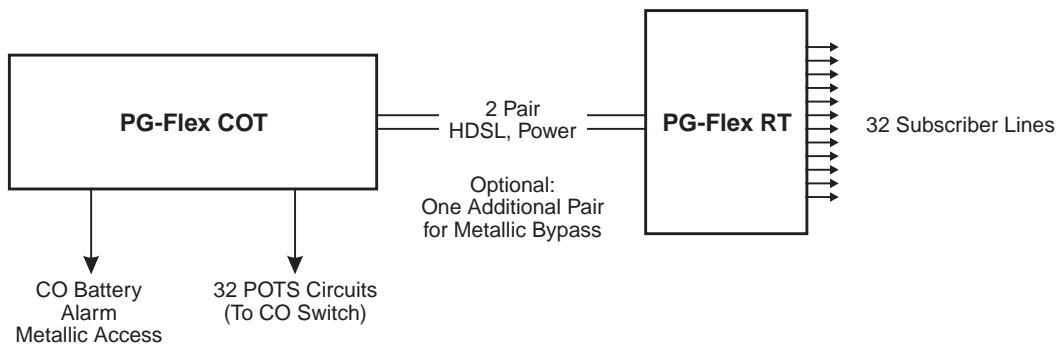 PG-Flex COT
2 Pair
HDSL, Power
PG-Flex RT
32 Subscriber Lines
Optional:
One Additional Pair
for Metallic Bypass
CO Battery
Alarm
Metallic Access
32 POTS Circuits
(To CO Switch)